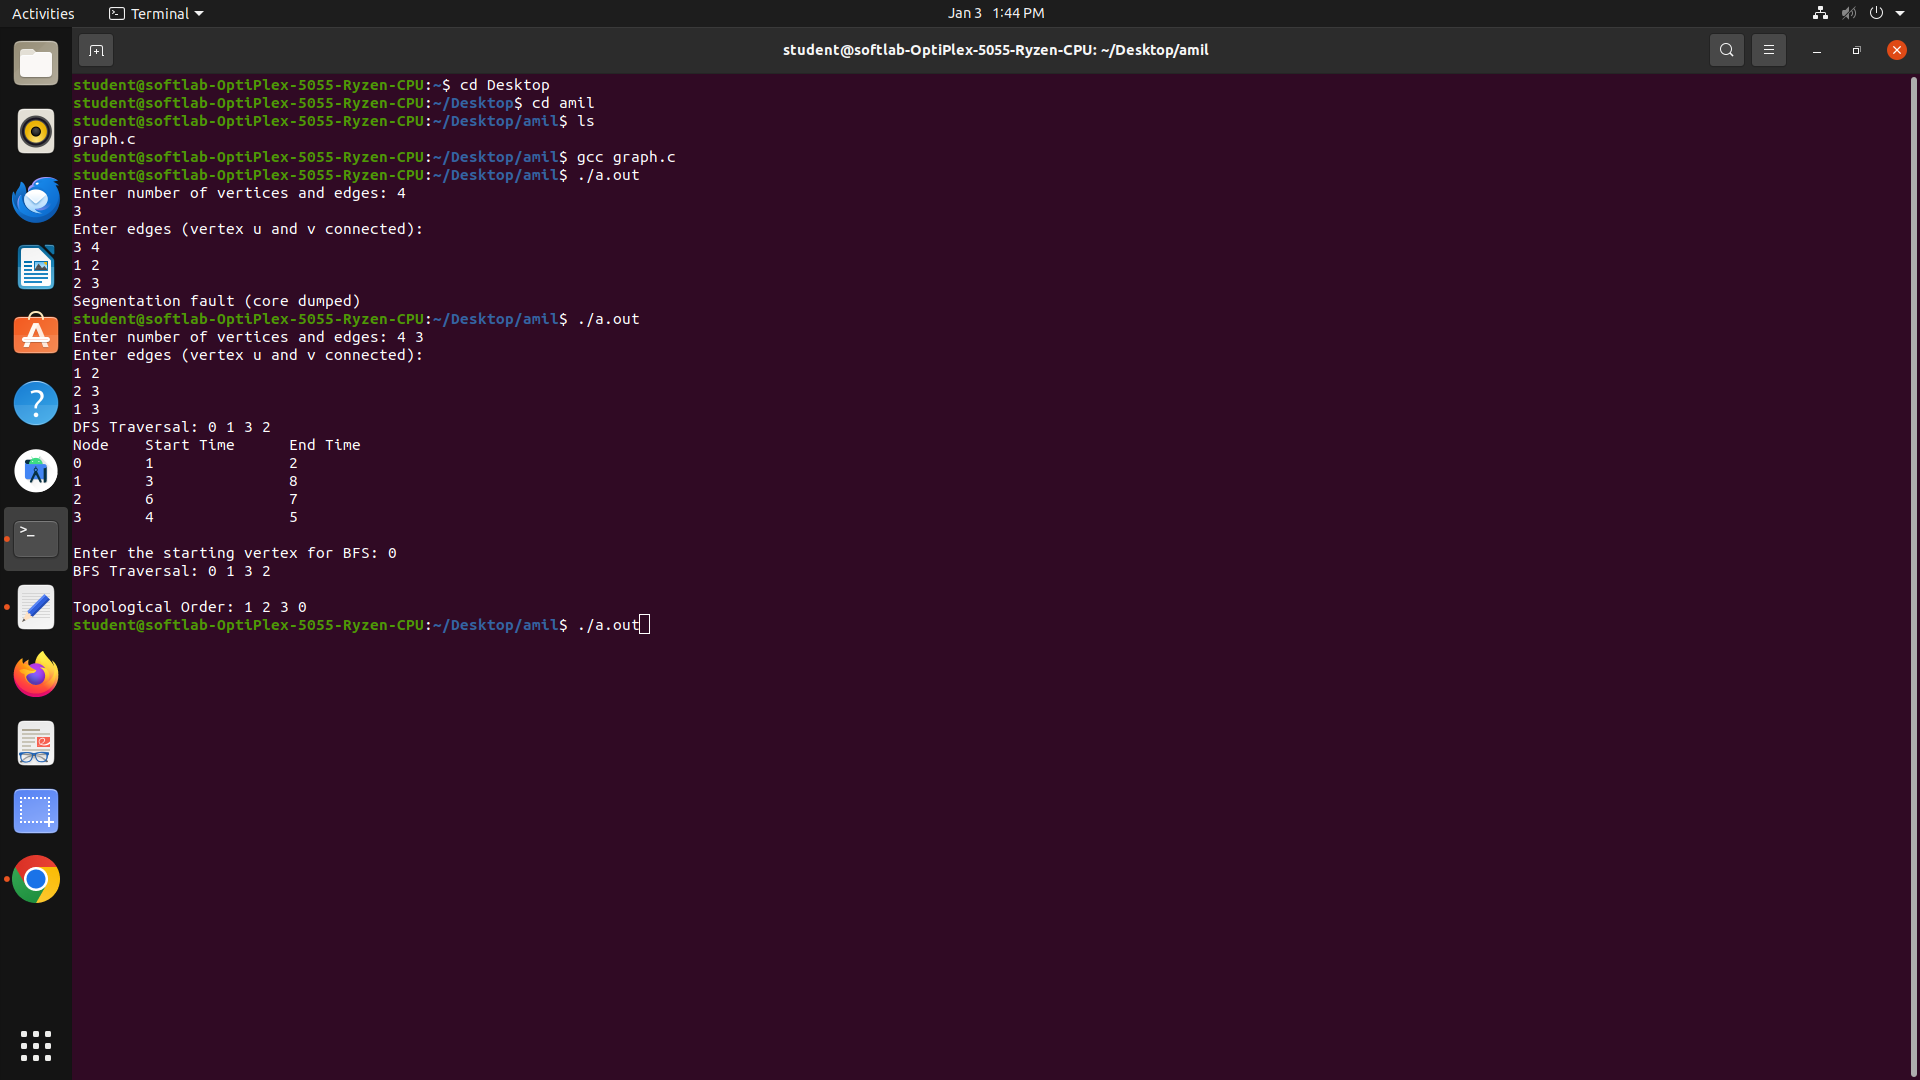 Activities
Terminal
Jan 3 1:44 PM
student@softlab-OptiPlex-5055-Ryzen-CPU: ~/Desktop/amil
student@softlab-OptiPlex-5055-Ryzen-CPU:~$ cd Desktop
student@softlab-OptiPlex-5055-Ryzen-CPU:~/Desktop$ cd amil
student@softlab-OptiPlex-5055-Ryzen-CPU:~/Desktop/amil$ ls
graph.c
student@softlab-OptiPlex-5055-Ryzen-CPU:~/Desktop/amil$ gcc graph.c
student@softlab-OptiPlex-5055-Ryzen-CPU:~/Desktop/amil$ ./a.out
Enter number of vertices and edges: 4
3
Enter edges (vertex u and v connected):
3 4
1 2
2 3
Segmentation fault (core dumped)
student@softlab-OptiPlex-5055-Ryzen-CPU:~/Desktop/amil$ ./a.out
Enter number of vertices and edges: 4 3
Enter edges (vertex u and v connected):
1 2
2 3
1 3
DFS Traversal: 0 1 3 2
Node    Start Time      End Time
0       1               2
1       3               8
2       6               7
3       4               5
Enter the starting vertex for BFS: 0
BFS Traversal: 0 1 3 2
Topological Order: 1 2 3 0
student@softlab-OptiPlex-5055-Ryzen-CPU:~/Desktop/amil$ ./a.out